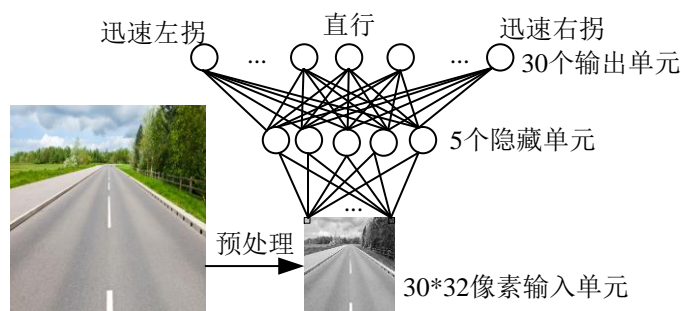 迅速左拐
直行
迅速右拐
...
...
30个输出单元
5个隐藏单元
...
预处理
30*32像素输入单元